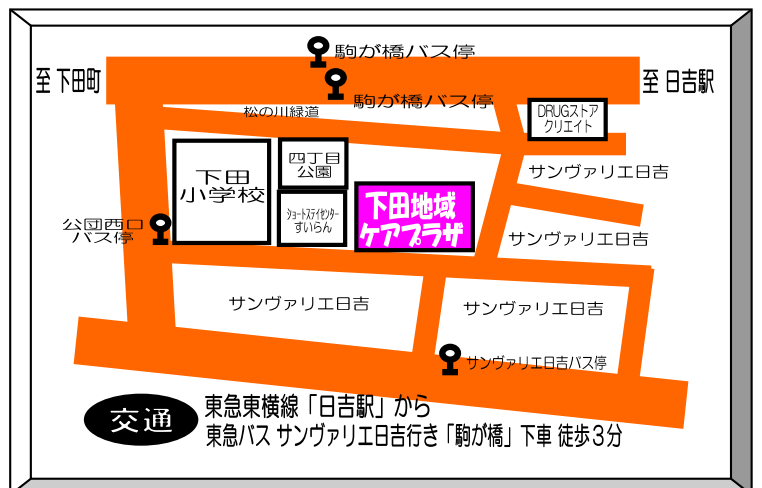 駒が橋バス停
至 下田町
至 日吉駅
駒が橋バス停
松の川緑道
DRUGストア
クリエイト
四丁目
公園
下田
小学校
サンヴァリエ日吉
下田地域
ケアプラザ
ショートステイセンター
すいらん
公団西口
バス停
サンヴァリエ日吉
サンヴァリエ日吉
サンヴァリエ日吉
サンヴァリエ日吉バス停
交通
東急東横線「日吉駅」から
東急バス サンヴァリエ日吉行き「駒が橋」下車 徒歩3分